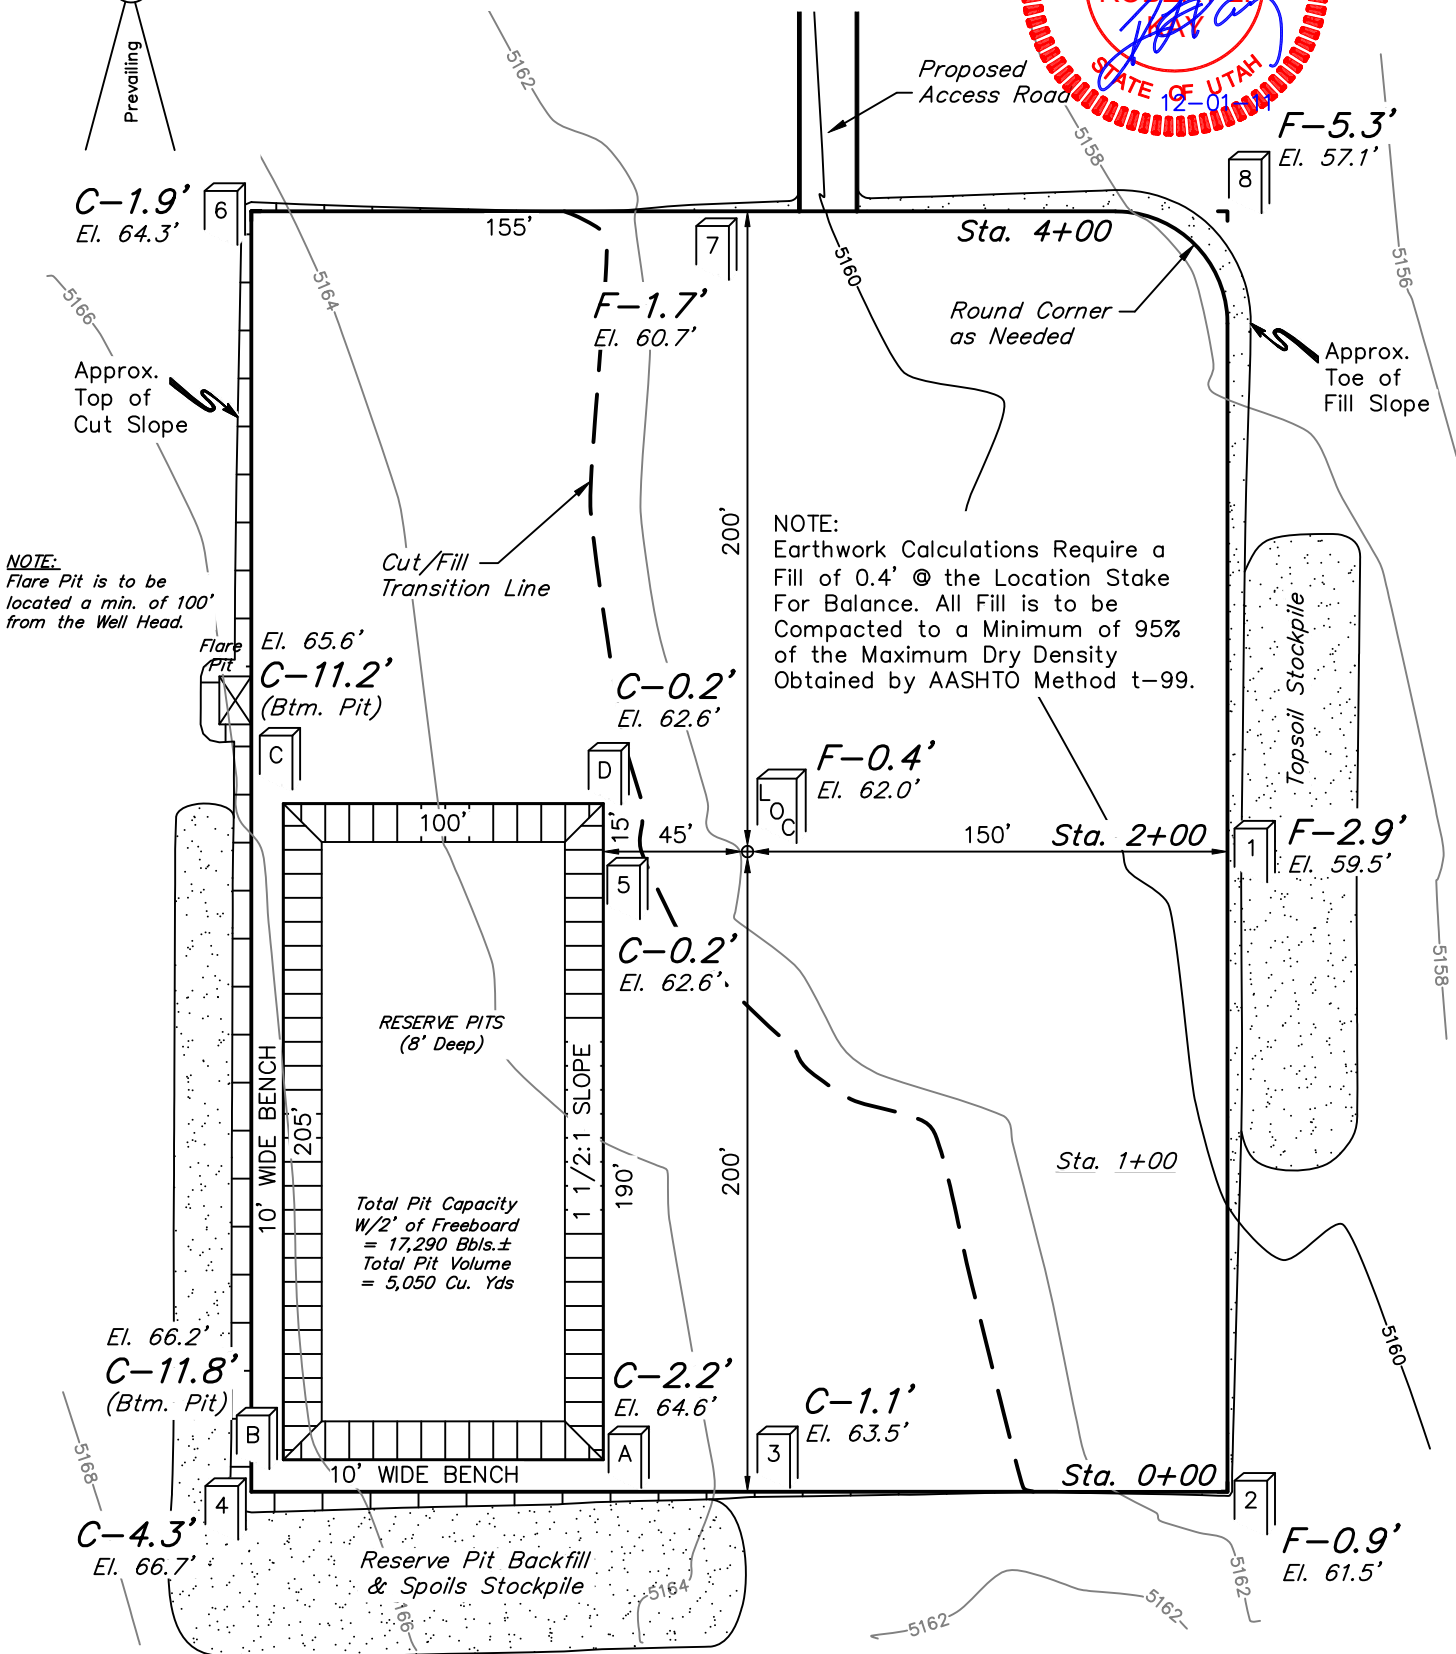 Prevailing
5162
Proposed
Access Road
KAY
STATE OF UTAH
12-01-11
5158
F-5.3'
El. 57.1'
8
C-1.9'
El. 64.3'
6
155'
7
Sta. 4+00
5160
5156
5166
5164
F-1.7'
El. 60.7'
Round Corner
as Needed
Approx.
Top of
Cut Slope
Approx.
Toe of
Fill Slope
NOTE:
Flare Pit is to be
located a min. of 100'
from the Well Head.
Cut/Fill
Transition Line
200'
NOTE:
Earthwork Calculations Require a
Fill of 0.4' @ the Location Stake
For Balance. All Fill is to be
Compacted to a Minimum of 95%
of the Maximum Dry Density
Obtained by AASHTO Method t-99.
Topsoil Stockpile
Flare
Pit
El. 65.6'
C-11.2'
(Btm. Pit)
C-0.2'
El. 62.6'
C
D
F-0.4'
El. 62.0'
LOC
100'
15'
45'
150'
Sta. 2+00
1
F-2.9'
El. 59.5'
5
C-0.2'
El. 62.6'
5158
RESERVE PITS
(8' Deep)
10' WIDE BENCH
205'
1 1/2:1 SLOPE
190'
200'
Sta. 1+00
Total Pit Capacity
W/2' of Freeboard
= 17,290 Bbls.±
Total Pit Volume
= 5,050 Cu. Yds
El. 66.2'
C-11.8'
(Btm. Pit)
C-2.2'
El. 64.6'
C-1.1'
El. 63.5'
5160
B
A
3
5168
10' WIDE BENCH
Sta. 0+00
4
2
C-4.3'
El. 66.7'
F-0.9'
El. 61.5'
Reserve Pit Backfill
& Spoils Stockpile
5164
166
5162
5162
5162